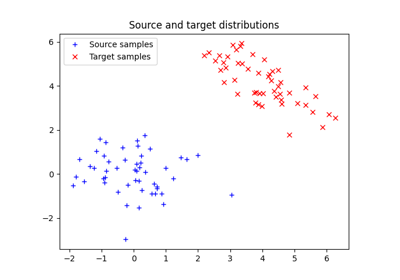 Source and target distributions
Source samples
Target samples
6
4
2
0
−2
−2 −1 0 1 2 3 4 5 6